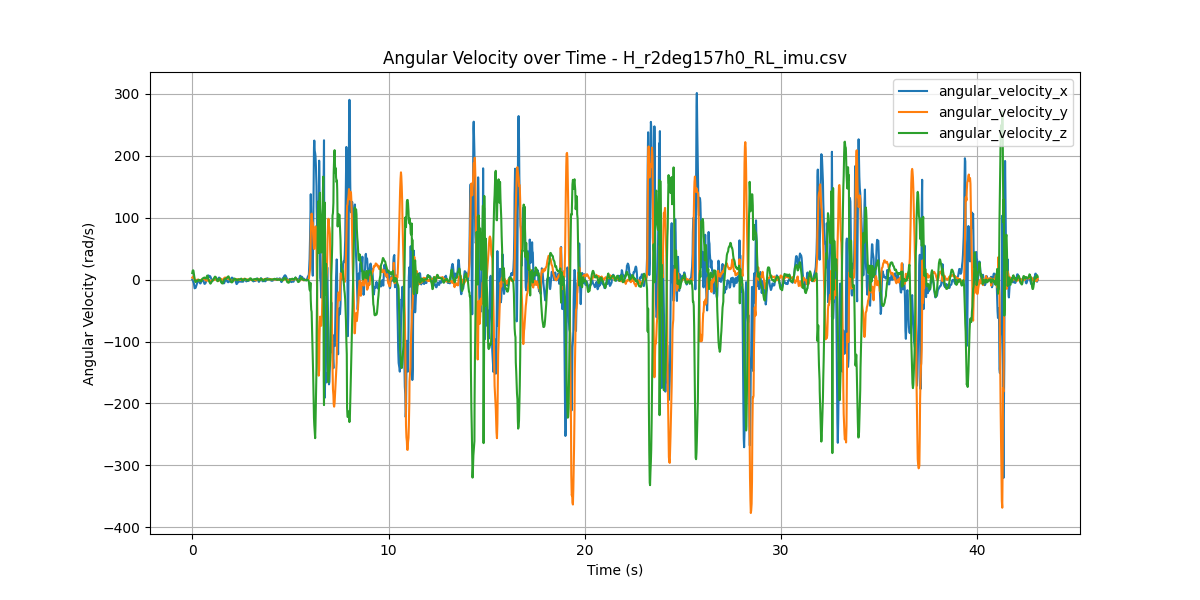 Angular Velocity over Time - H_r2deg157h0_RL_imu.csv
angular_velocity_x
angular_velocity_y
angular_velocity_z
Angular Velocity (rad/s)
300
200
100
0
−100
−200
−300
−400
0 10 20 30 40
Time (s)